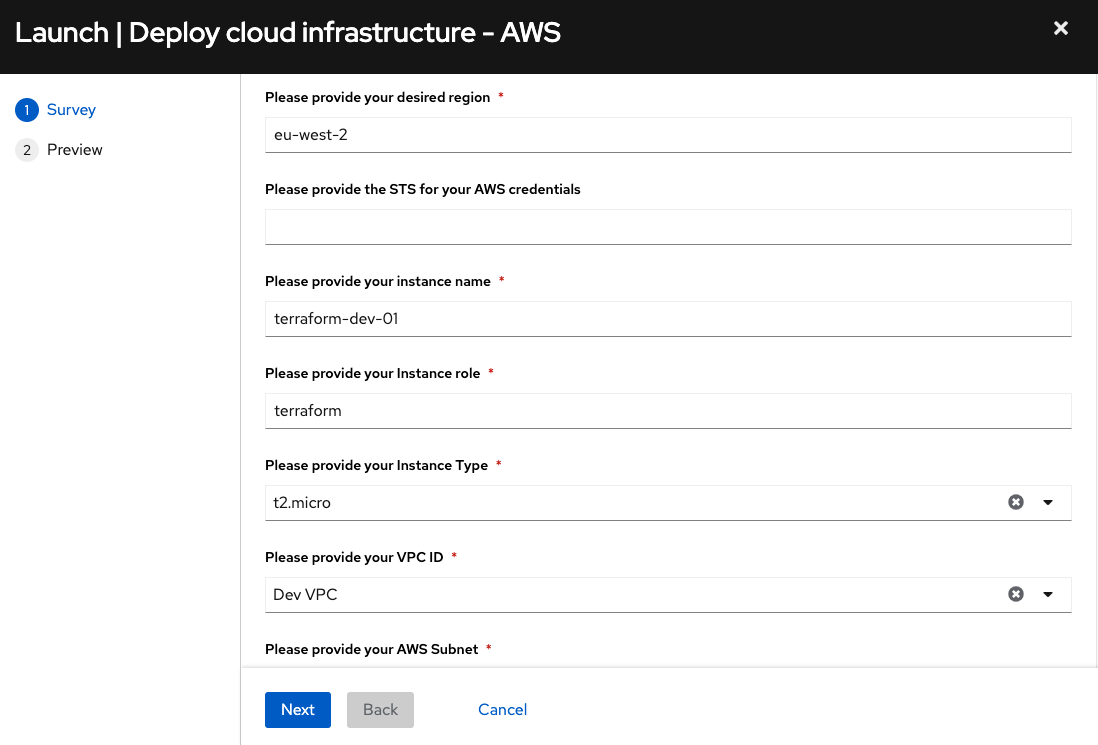 Launch | Deploy cloud infrastructure - AWS
1 Survey
2 Preview
Please provide your desired region *
eu-west-2
Please provide the STS for your AWS credentials
Please provide your instance name *
terraform-dev-01
Please provide your Instance role *
terraform
Please provide your Instance Type *
t2.micro
Please provide your VPC ID *
Dev VPC
Please provide your AWS Subnet *
Next Back Cancel